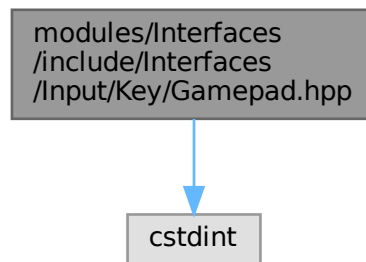 modules/Interfaces
/include/Interfaces
/Input/Key/Gamepad.hpp
cstdint